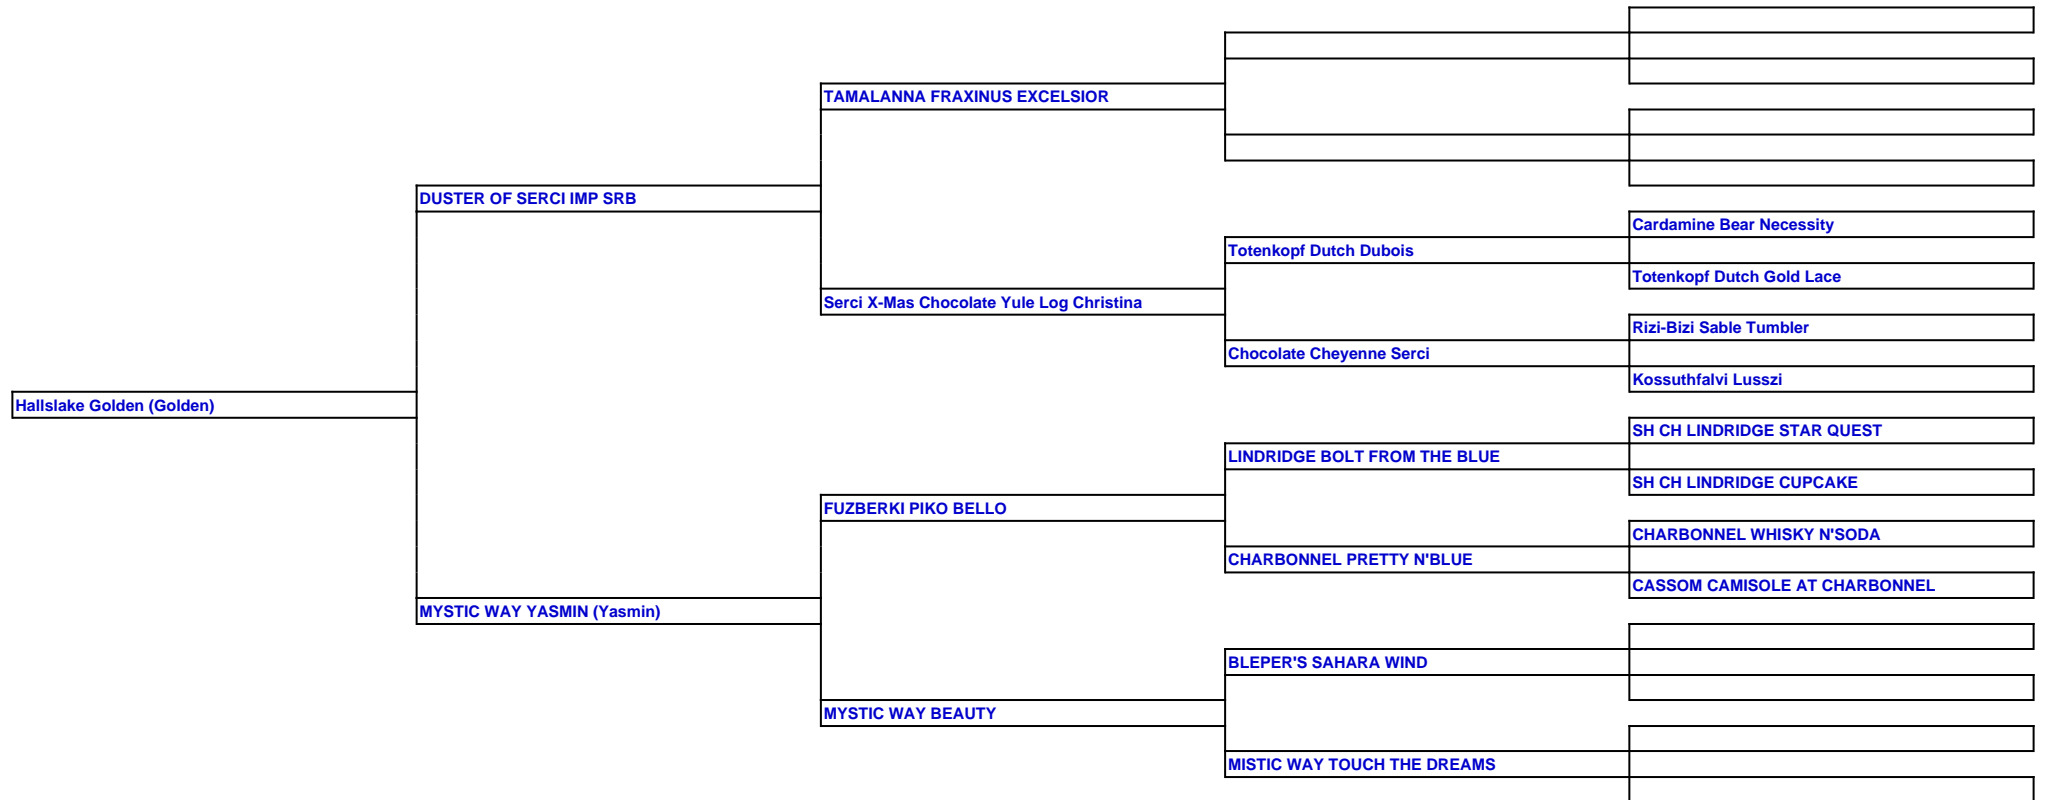 TAMALANNA FRAXINUS EXCELSIOR
DUSTER OF SERCI IMP SRB
Cardamine Bear Necessity
Totenkopf Dutch Dubois
Totenkopf Dutch Gold Lace
Serci X-Mas Chocolate Yule Log Christina
Rizi-Bizi Sable Tumbler
Chocolate Cheyenne Serci
Kossuthfalvi Lusszi
Hallslake Golden (Golden)
SH CH LINDRIDGE STAR QUEST
LINDRIDGE BOLT FROM THE BLUE
SH CH LINDRIDGE CUPCAKE
FUZBERKI PIKO BELLO
CHARBONNEL WHISKY N'SODA
CHARBONNEL PRETTY N'BLUE
CASSOM CAMISOLE AT CHARBONNEL
MYSTIC WAY YASMIN (Yasmin)
BLEPER'S SAHARA WIND
MYSTIC WAY BEAUTY
MISTIC WAY TOUCH THE DREAMS